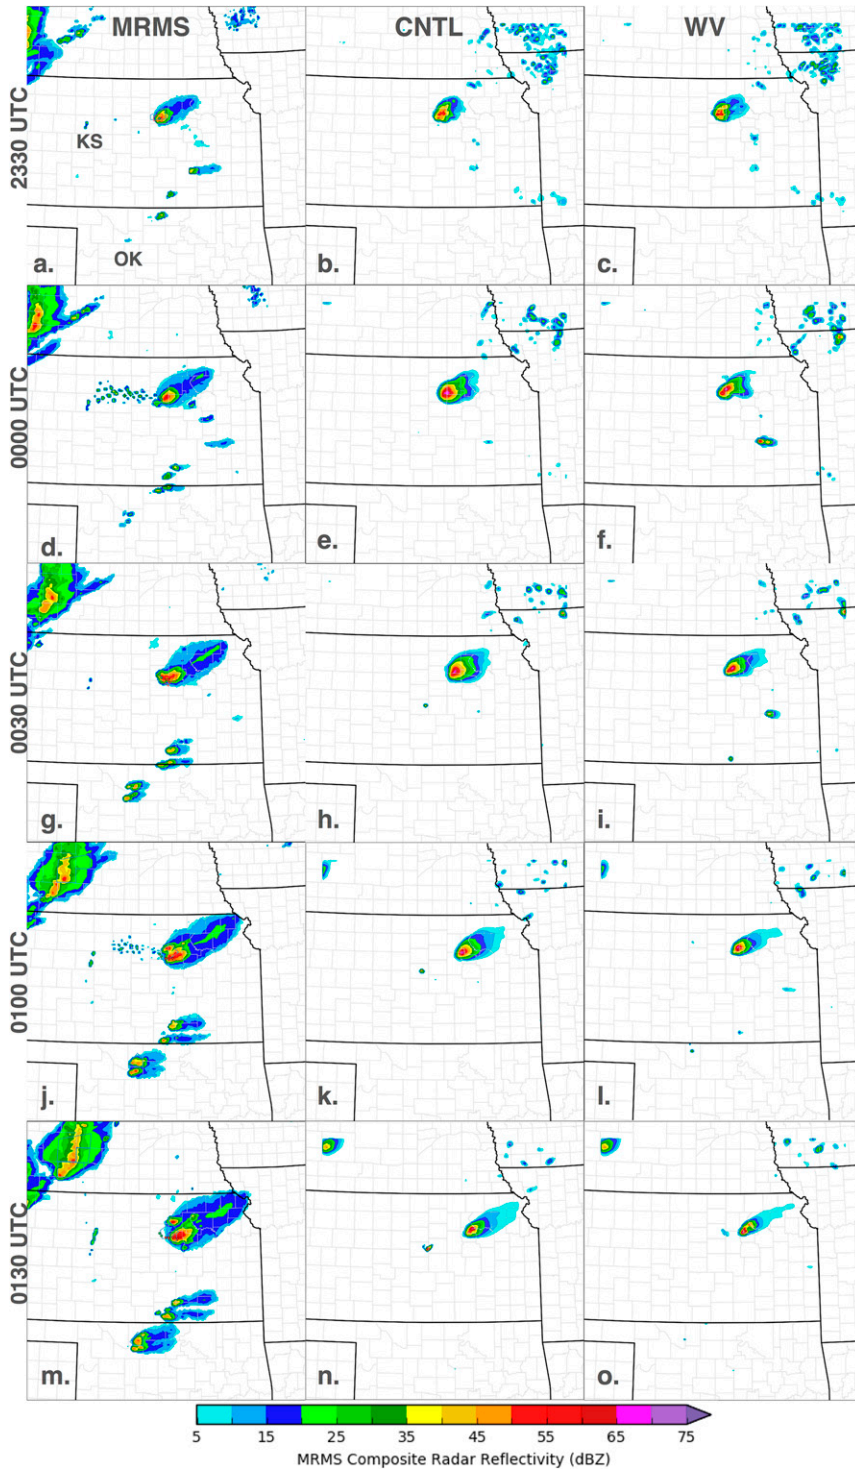 MRMS CNTL WV
2330 UTC
KS
OK
a. b. c.
0000 UTC
d. e. f.
0030 UTC
g. h. i.
0100 UTC
j. k. l.
0130 UTC
m. n. o.
5 15 25 35 45 55 65 75
MRMS Composite Radar Reflectivity (dBZ)